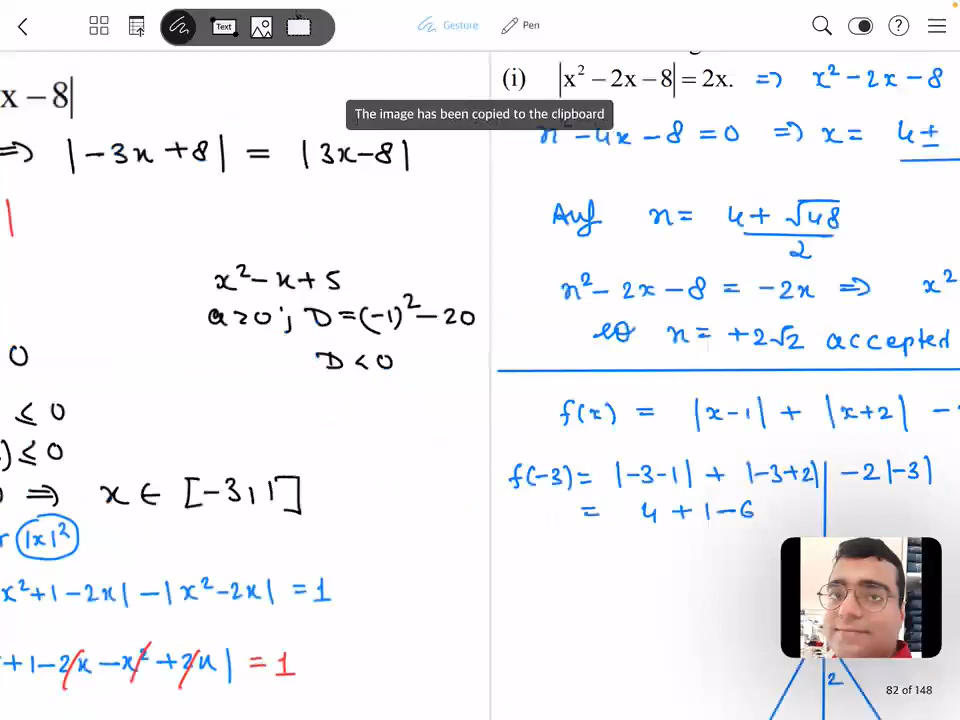 Text
Gesture
Pen
The image has been copied to the clipboard
x – 8|
⇒ |-3x +8| = |3x-8|
|
x² - x + 5
a > 0 ; D = (-1)² - 20
D < 0
0
≤ 0
) ≤ 0
⇒ x ∈ [-3, 1]
r |x|²
x²+1-2x| -|x²-2x| = 1
+1-2x -x² +2x| = 1
(i) |x² – 2x – 8| = 2x. ⇒ x² - 2x - 8
x² - 4x - 8 = 0 ⇒ x = 4±
Auf x = 4 + √48
2
x² - 2x - 8 = -2x ⇒ x²
x = +2√2 accepted
f(x) = |x-1| + |x+2| -
f(-3) = |-3-1| + |-3+2| -2|-3|
= 4 + 1 - 6
2
82 of 148